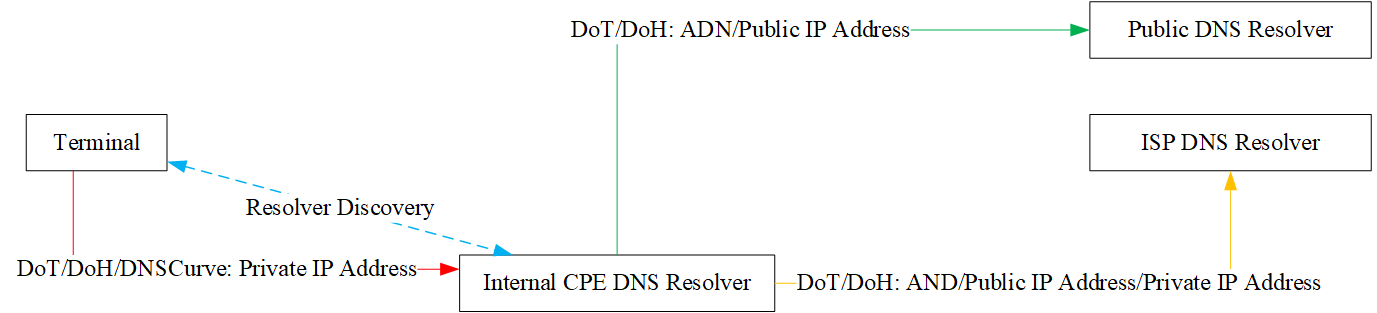 DoT/DoH: ADN/Public IP Address
Public DNS Resolver
Terminal
ISP DNS Resolver
Resolver Discovery
DoT/DoH/DNSCurve: Private IP Address
Internal CPE DNS Resolver
DoT/DoH: AND/Public IP Address/Private IP Address